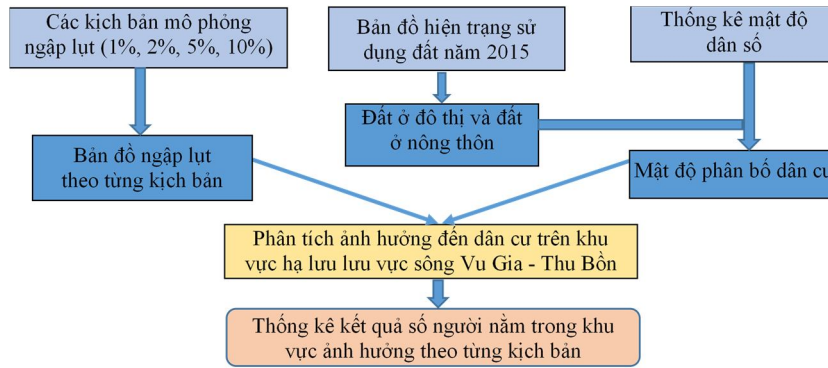 Các kịch bản mô phỏng
ngập lụt (1%, 2%, 5%, 10%)
Bản đồ hiện trạng sử
dụng đất năm 2015
Thống kê mật độ
dân số
Đất ở đô thị và đất
ở nông thôn
Bản đồ ngập lụt
theo từng kịch bản
Mật độ phân bố dân cư
Phân tích ảnh hưởng đến dân cư trên khu
vực hạ lưu lưu vực sông Vu Gia - Thu Bồn
Thống kê kết quả số người nằm trong khu
vực ảnh hưởng theo từng kịch bản